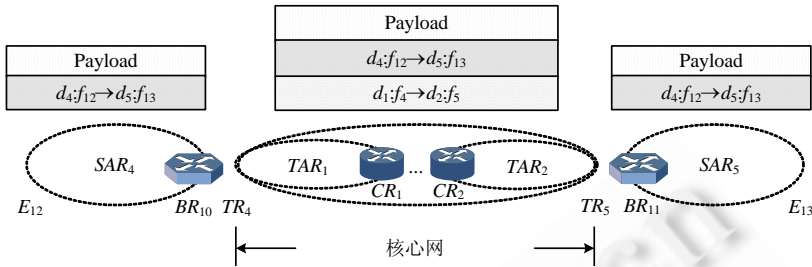 Payload
d₄:f₁₂→d₅:f₁₃
Payload
d₄:f₁₂→d₅:f₁₃
d₁:f₄→d₂:f₅
Payload
d₄:f₁₂→d₅:f₁₃
SAR₄
TAR₁
...
TAR₂
SAR₅
CR₁
CR₂
E₁₂
BR₁₀
TR₄
TR₅
BR₁₁
E₁₃
核心网